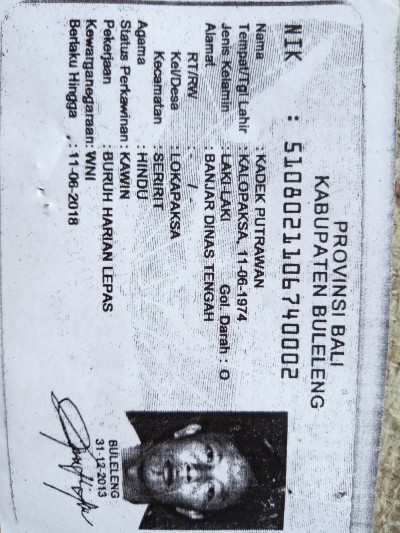 PROVINSI BALI
KABUPATEN BULELENG
NIK : 5108021106740002
Nama : KADEK PUTRAWAN
Tempat/Tgl Lahir : KALOPAKSA, 11-06-1974
Jenis Kelamin : LAKI-LAKI Gol. Darah : O
Alamat : BANJAR DINAS TENGAH
RT/RW : - / -
Kel/Desa : LOKAPAKSA
Kecamatan : SERIRIT
Agama : HINDU
Status Perkawinan : KAWIN
Pekerjaan : BURUH HARIAN LEPAS
Kewarganegaraan: WNI
Berlaku Hingga : 11-06-2018
BULELENG
31-12-2013